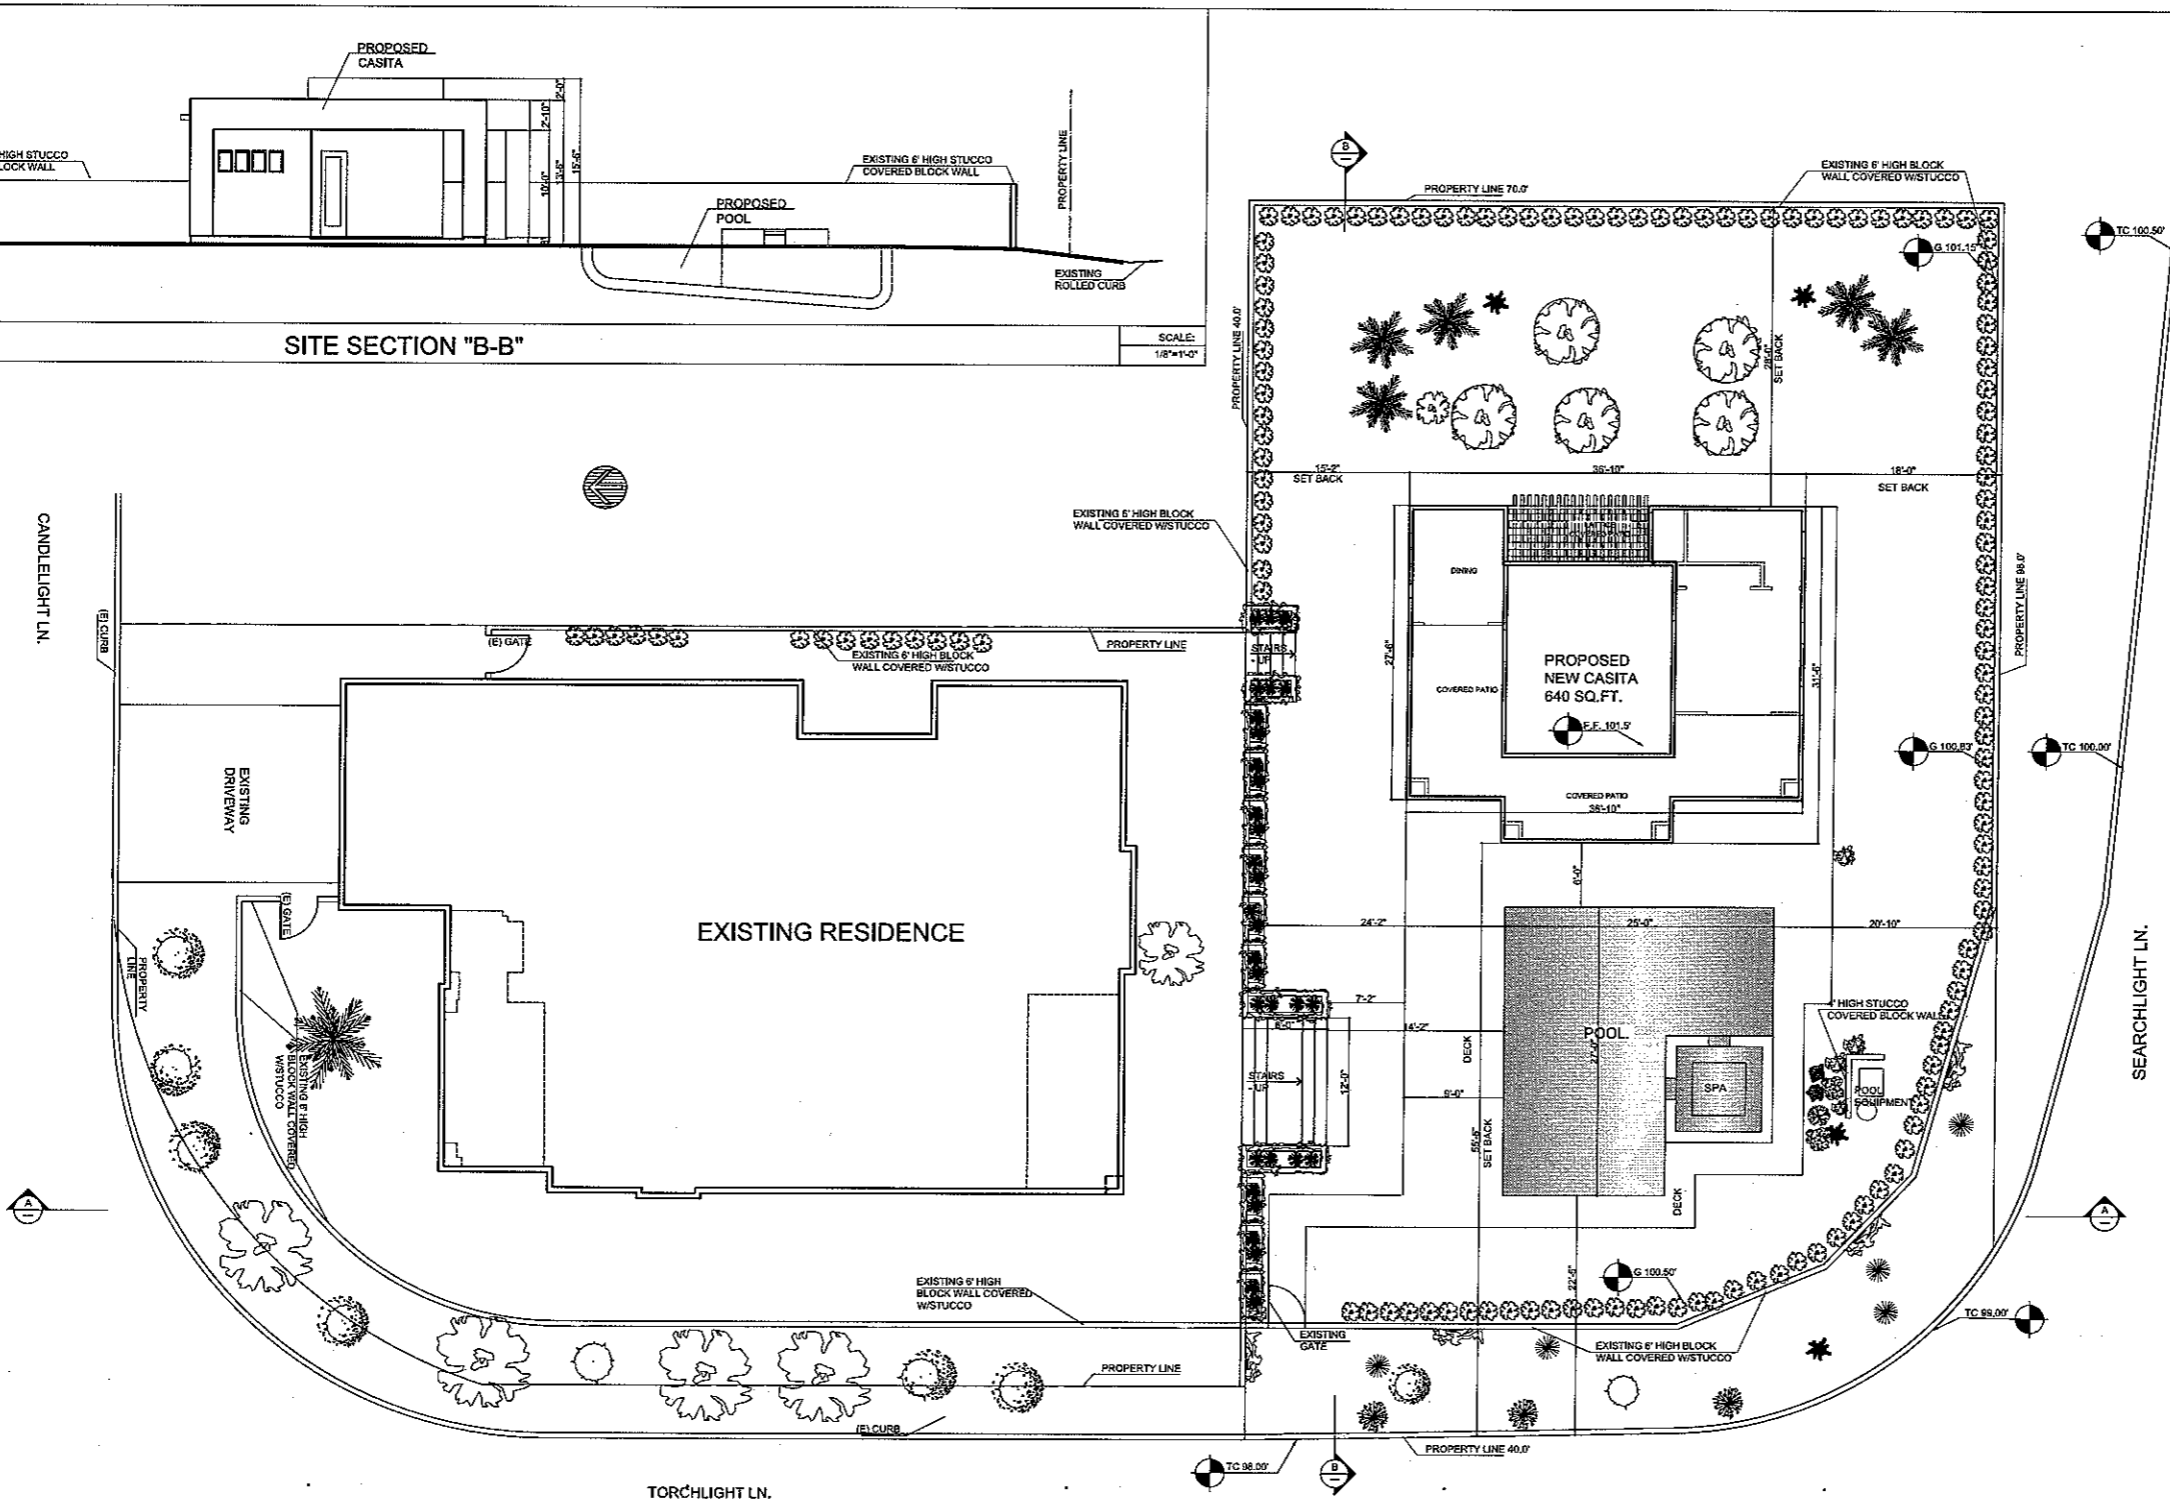 PROPOSED
CASITA
HIGH STUCCO
LOCK WALL
2'-0"
2'-10"
10'-0"
13'-6"
15'-6"
EXISTING 6' HIGH STUCCO
COVERED BLOCK WALL
PROPERTY LINE
PROPOSED
POOL
EXISTING
ROLLED CURB
SITE SECTION "B-B"
SCALE:
1/8"=1'-0"
B
PROPERTY LINE 70.0'
EXISTING 6' HIGH BLOCK
WALL COVERED W/STUCCO
TC 100.50'
G 101.15'
PROPERTY LINE 40.0'
28'-0"
SET BACK
15'-2"
SET BACK
36'-10"
18'-0"
SET BACK
EXISTING 6' HIGH BLOCK
WALL COVERED W/STUCCO
CANDLELIGHT LN.
(E) CURB
(E) GATE
EXISTING 6' HIGH BLOCK
WALL COVERED W/STUCCO
PROPERTY LINE
STAIRS
- UP
DINING
27'-6"
COVERED PATIO
PROPOSED
NEW CASITA
640 SQ.FT.
F.F. 101.5'
31'-6"
PROPERTY LINE 98.0'
G 100.83'
TC 100.00'
COVERED PATIO
36'-10"
EXISTING
DRIVEWAY
(E) GATE
EXISTING RESIDENCE
6'-0"
24'-2"
25'-0"
20'-10"
SEARCHLIGHT LN.
PROPERTY
LINE
7'-2"
6'-0"
14'-2"
DECK
POOL
27'-0"
HIGH STUCCO
COVERED BLOCK WALL
EXISTING 6' HIGH
BLOCK WALL COVERED
W/STUCCO
STAIRS
- UP
12'-0"
9'-0"
SPA
POOL
EQUIPMENT
55'-6"
SET BACK
DECK
A
A
22'-6"
G 100.50'
EXISTING 6' HIGH
BLOCK WALL COVERED
W/STUCCO
TC 99.00'
EXISTING
GATE
EXISTING 6' HIGH BLOCK
WALL COVERED W/STUCCO
PROPERTY LINE
(E) CURB
PROPERTY LINE 40.0'
TC 98.00'
B
TORCHLIGHT LN.